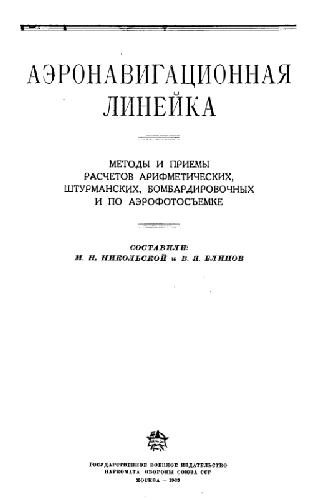 АЭРОНАВИГАЦИОННАЯ
ЛИНЕЙКА
МЕТОДЫ И ПРИЕМЫ
РАСЧЕТОВ АРИФМЕТИЧЕСКИХ,
ШТУРМАНСКИХ, БОМБАРДИРОВОЧНЫХ
И ПО АЭРОФОТОСЪЕМКЕ
СОСТАВИЛИ:
НИКОЛЬСКОЙ и БЛИНОВ
ГОСУДАРСТВЕННОЕ ВОЕННОЕ ИЗДАТЕЛЬСТВО
НАРКОМАТА ОБОРОНЫ СОЮЗА ССР
МОСКВА —